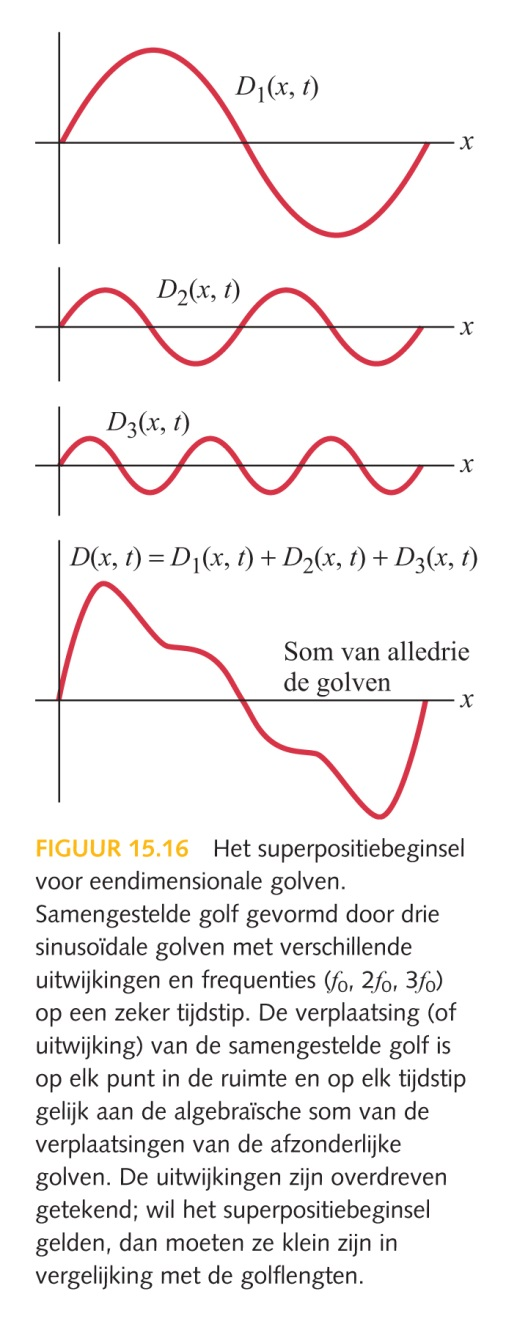 D₁(x, t)
x
D₂(x, t)
x
D₃(x, t)
x
D(x, t) = D₁(x, t) + D₂(x, t) + D₃(x, t)
Som van alledrie
de golven
x
FIGUUR 15.16 Het superpositiebeginsel
voor eendimensionale golven.
Samengestelde golf gevormd door drie
sinusoïdale golven met verschillende
uitwijkingen en frequenties (f₀, 2f₀, 3f₀)
op een zeker tijdstip. De verplaatsing (of
uitwijking) van de samengestelde golf is
op elk punt in de ruimte en op elk tijdstip
gelijk aan de algebraïsche som van de
verplaatsingen van de afzonderlijke
golven. De uitwijkingen zijn overdreven
getekend; wil het superpositiebeginsel
gelden, dan moeten ze klein zijn in
vergelijking met de golflengten.